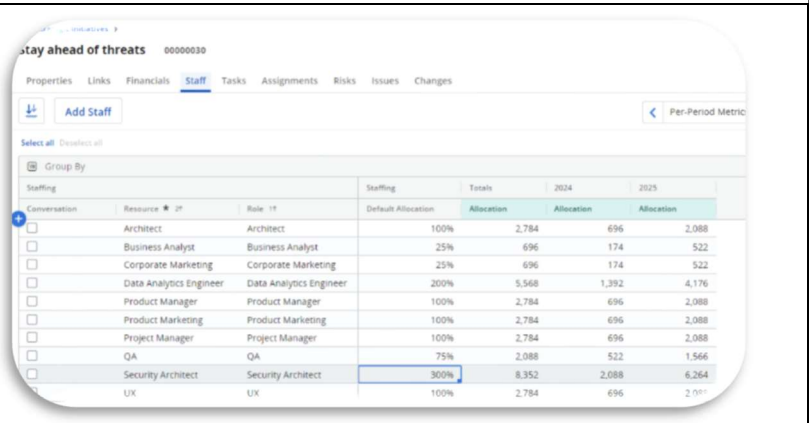 Initiatives
Stay ahead of threats 00000030
Properties Links Financials Staff Tasks Assignments Risks Issues Changes
Add Staff Per-Period Metric
Select all Deselect all
Group By
Staffing Staffing Totals 2024 2025
Conversation Resource Role Default Allocation Allocation Allocation Allocation
Architect Architect 100% 2,784 696 2,088
Business Analyst Business Analyst 25% 696 174 522
Corporate Marketing Corporate Marketing 25% 696 174 522
Data Analytics Engineer Data Analytics Engineer 200% 5,568 1,392 4,176
Product Manager Product Manager 100% 2,784 696 2,088
Product Marketing Product Marketing 100% 2,784 696 2,088
Project Manager Project Manager 100% 2,784 696 2,088
QA QA 75% 2,088 522 1,566
Security Architect Security Architect 300% 8,352 2,088 6,264
UX UX 100% 2,784 696